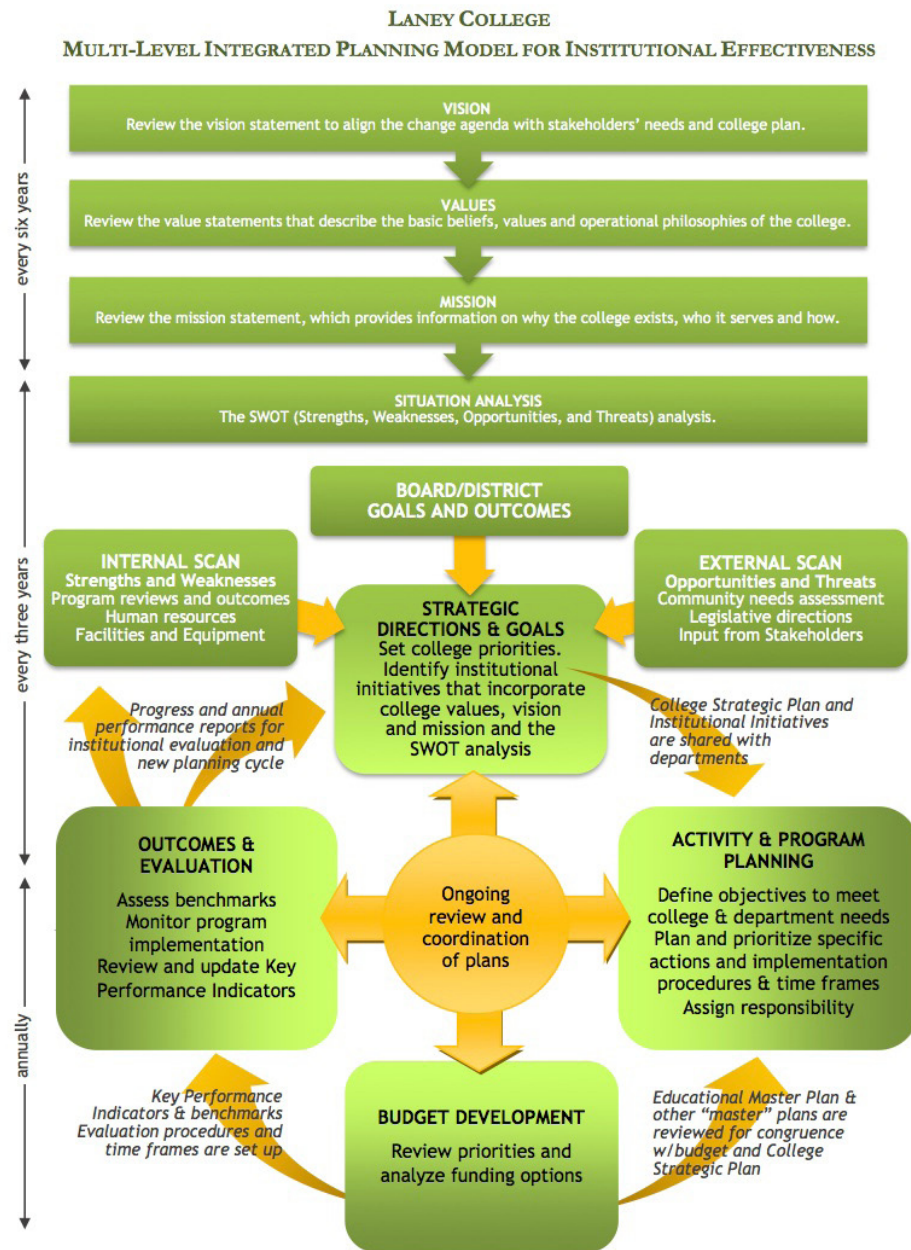 LANEY COLLEGE
MULTI-LEVEL INTEGRATED PLANNING MODEL FOR INSTITUTIONAL EFFECTIVENESS
every six years
VISION
Review the vision statement to align the change agenda with stakeholders' needs and college plan.
VALUES
Review the value statements that describe the basic beliefs, values and operational philosophies of the college.
MISSION
Review the mission statement, which provides information on why the college exists, who it serves and how.
every three years
SITUATION ANALYSIS
The SWOT (Strengths, Weaknesses, Opportunities, and Threats) analysis.
BOARD/DISTRICT
GOALS AND OUTCOMES
INTERNAL SCAN
Strengths and Weaknesses
Program reviews and outcomes
Human resources
Facilities and Equipment
STRATEGIC
DIRECTIONS & GOALS
Set college priorities.
Identify institutional
initiatives that incorporate
college values, vision
and mission and the
SWOT analysis
EXTERNAL SCAN
Opportunities and Threats
Community needs assessment
Legislative directions
Input from Stakeholders
Progress and annual
performance reports for
institutional evaluation and
new planning cycle
College Strategic Plan and
Institutional Initiatives
are shared with
departments
annually
OUTCOMES &
EVALUATION
Assess benchmarks
Monitor program
implementation
Review and update Key
Performance Indicators
Ongoing
review and
coordination
of plans
ACTIVITY & PROGRAM
PLANNING
Define objectives to meet
college & department needs
Plan and prioritize specific
actions and implementation
procedures & time frames
Assign responsibility
Key Performance
Indicators & benchmarks
Evaluation procedures and
time frames are set up
BUDGET DEVELOPMENT
Review priorities and
analyze funding options
Educational Master Plan &
other "master" plans are
reviewed for congruence
w/budget and College
Strategic Plan